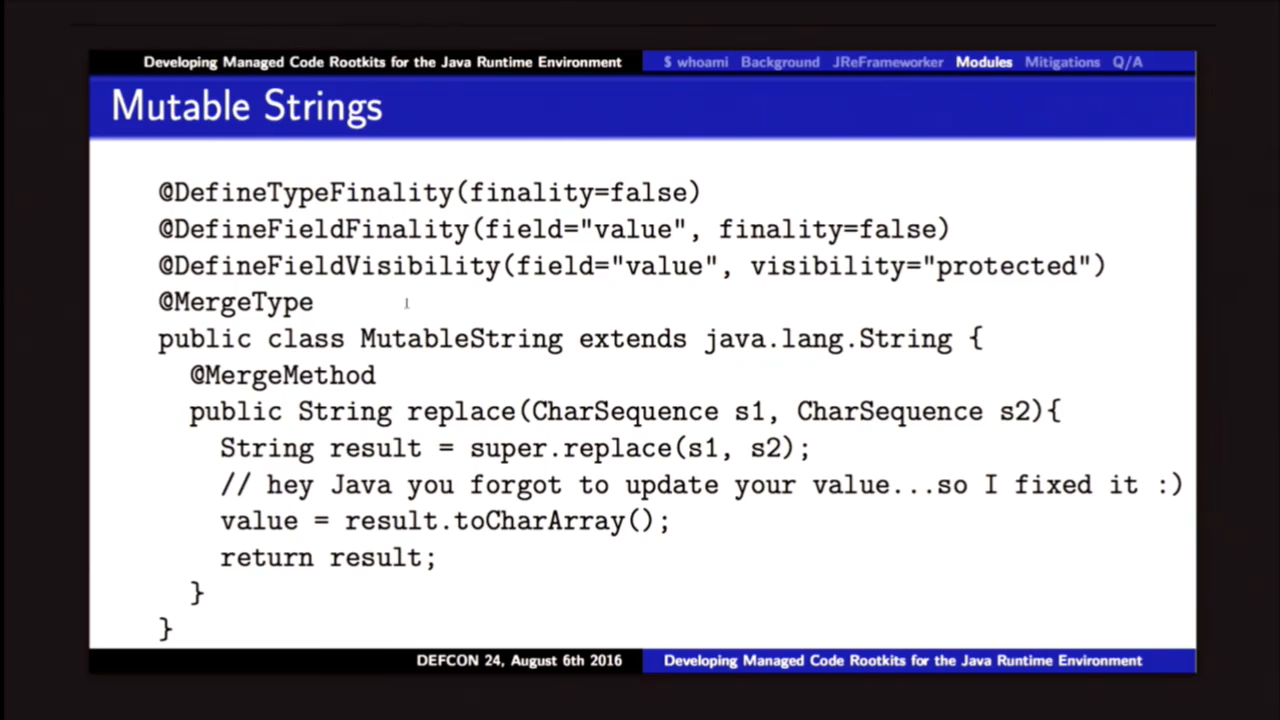 Developing Managed Code Rootkits for the Java Runtime Environment
$ whoami Background JReFrameworker Modules Mitigations Q/A
Mutable Strings
@DefineTypeFinality(finality=false)
@DefineFieldFinality(field="value", finality=false)
@DefineFieldVisibility(field="value", visibility="protected")
@MergeType
public class MutableString extends java.lang.String {
@MergeMethod
public String replace(CharSequence s1, CharSequence s2){
String result = super.replace(s1, s2);
// hey Java you forgot to update your value...so I fixed it :)
value = result.toCharArray();
return result;
}
}
DEFCON 24, August 6th 2016
Developing Managed Code Rootkits for the Java Runtime Environment